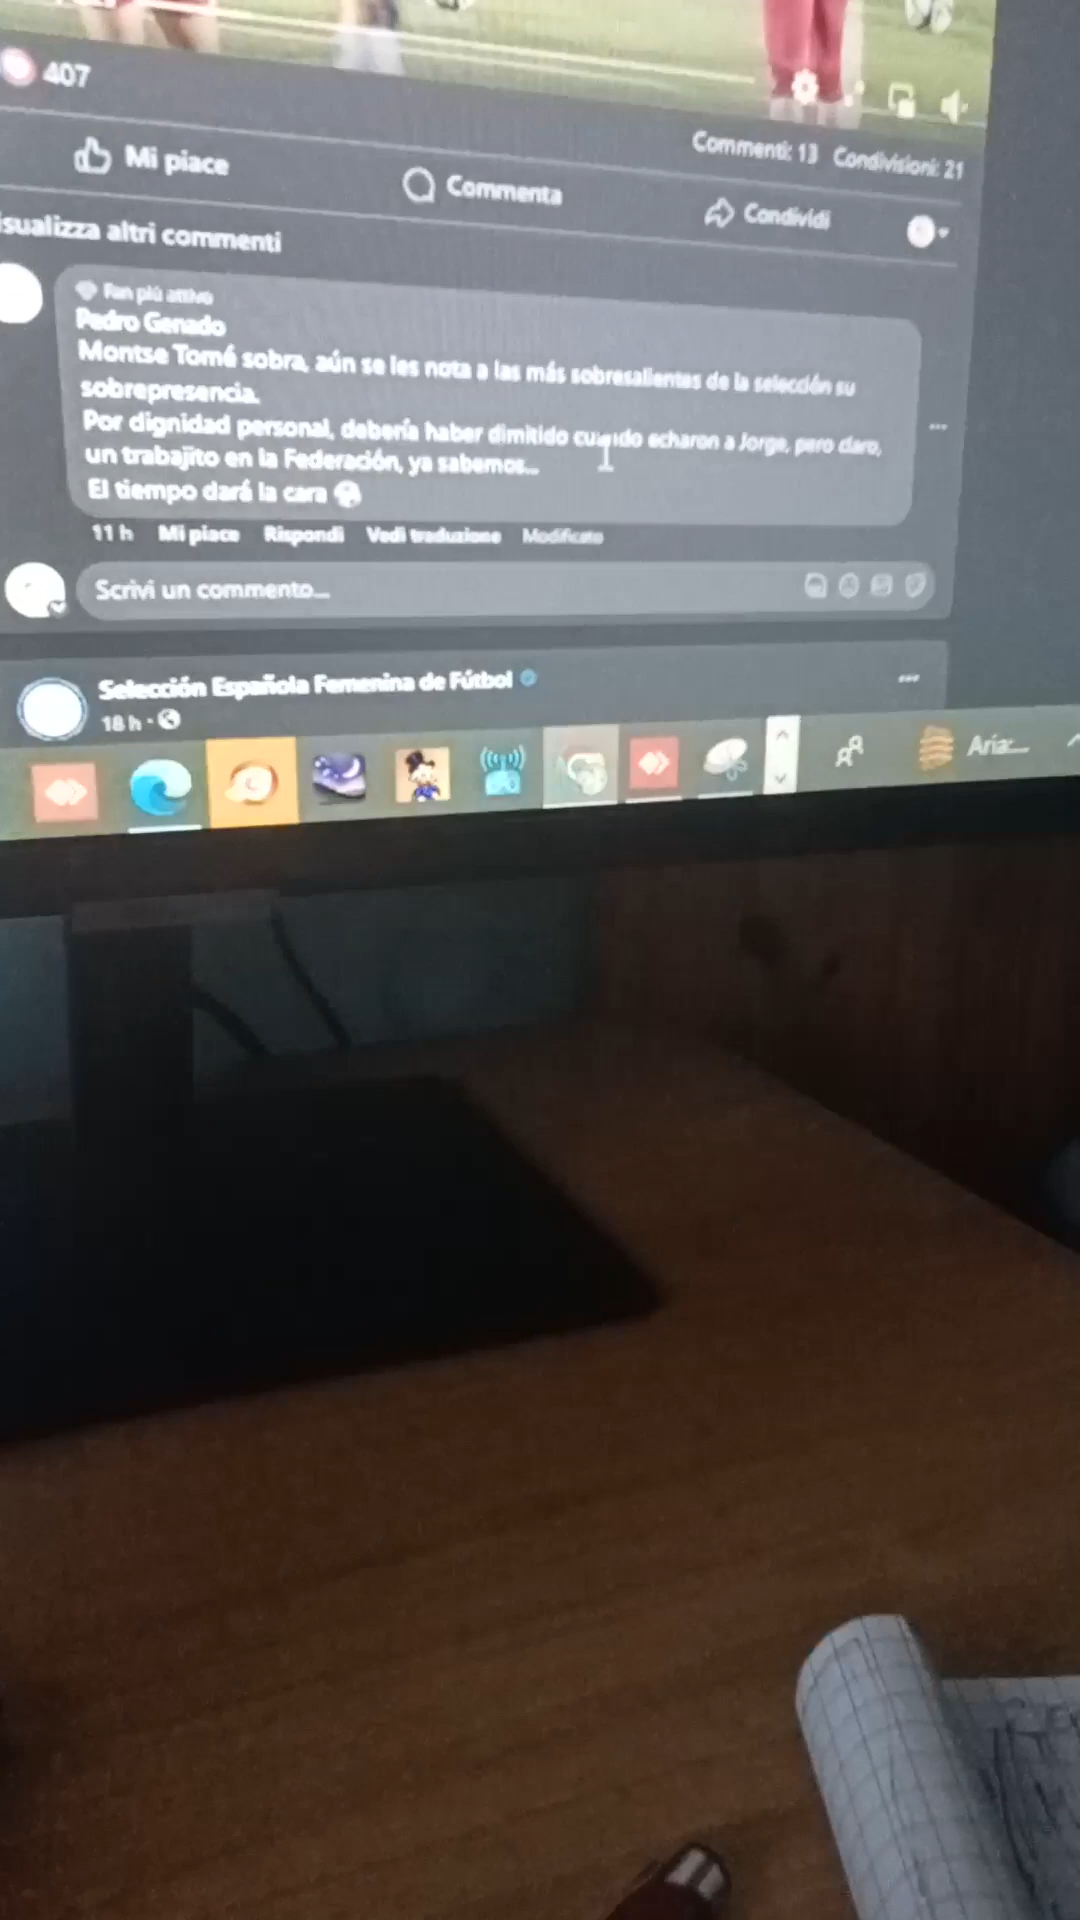 407
Commenti: 13 Condivisioni: 21
Mi piace
Commenta
Condividi
sualizza altri commenti
Fan più attivo
Pedro Genado
Montse Tomé sobra, aún se les nota a las más sobresalientes de la selección su
sobrepresencia.
Por dignidad personal, debería haber dimitido cuando echaron a Jorge, pero claro,
un trabajito en la Federación, ya sabemos...
El tiempo dará la cara
11 h Mi piace Rispondi Vedi traduzione Modificato
Scrivi un commento...
Selección Española Femenina de Fútbol
18 h
Aria:...